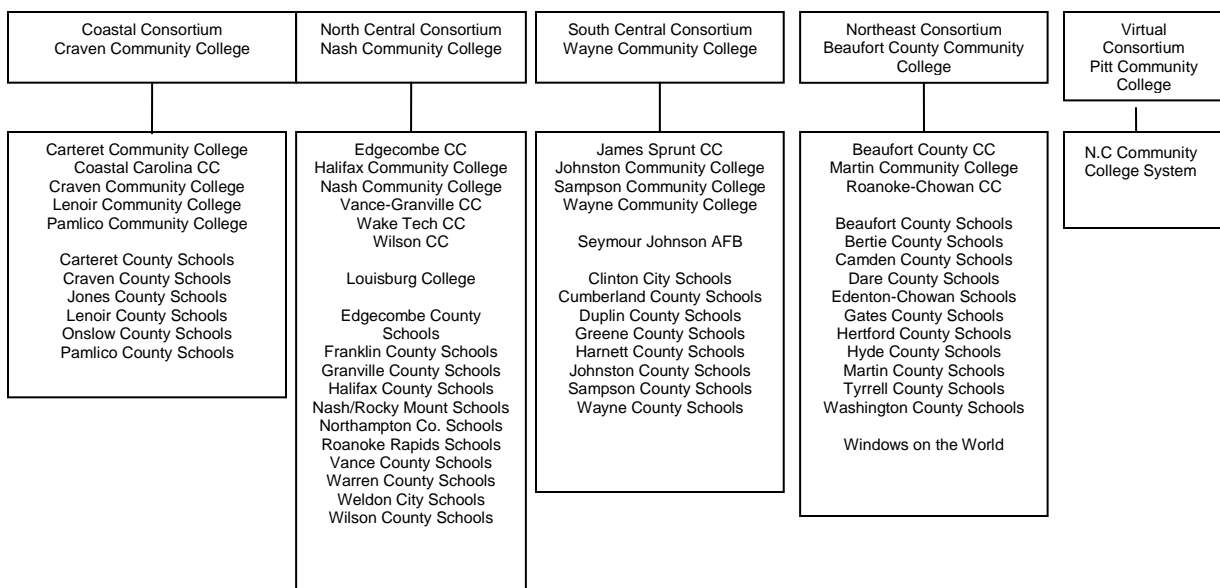 Coastal Consortium
Craven Community College
North Central Consortium
Nash Community College
South Central Consortium
Wayne Community College
Northeast Consortium
Beaufort County Community
College
Virtual
Consortium
Pitt Community
College
Carteret Community College
Coastal Carolina CC
Craven Community College
Lenoir Community College
Pamlico Community College
Carteret County Schools
Craven County Schools
Jones County Schools
Lenoir County Schools
Onslow County Schools
Pamlico County Schools
Edgecombe CC
Halifax Community College
Nash Community College
Vance-Granville CC
Wake Tech CC
Wilson CC
Louisburg College
Edgecombe County
Schools
Franklin County Schools
Granville County Schools
Halifax County Schools
Nash/Rocky Mount Schools
Northampton Co. Schools
Roanoke Rapids Schools
Vance County Schools
Warren County Schools
Weldon City Schools
Wilson County Schools
James Sprunt CC
Johnston Community College
Sampson Community College
Wayne Community College
Seymour Johnson AFB
Clinton City Schools
Cumberland County Schools
Duplin County Schools
Greene County Schools
Harnett County Schools
Johnston County Schools
Sampson County Schools
Wayne County Schools
Beaufort County CC
Martin Community College
Roanoke-Chowan CC
Beaufort County Schools
Bertie County Schools
Camden County Schools
Dare County Schools
Edenton-Chowan Schools
Gates County Schools
Hertford County Schools
Hyde County Schools
Martin County Schools
Tyrrell County Schools
Washington County Schools
Windows on the World
N.C Community
College System